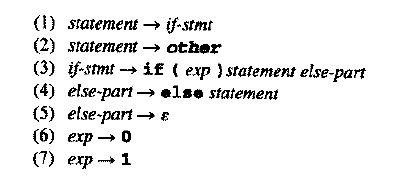 (1) statement → if-stmt
(2) statement → other
(3) if-stmt → if ( exp ) statement else-part
(4) else-part → else statement
(5) else-part → ε
(6) exp → 0
(7) exp → 1